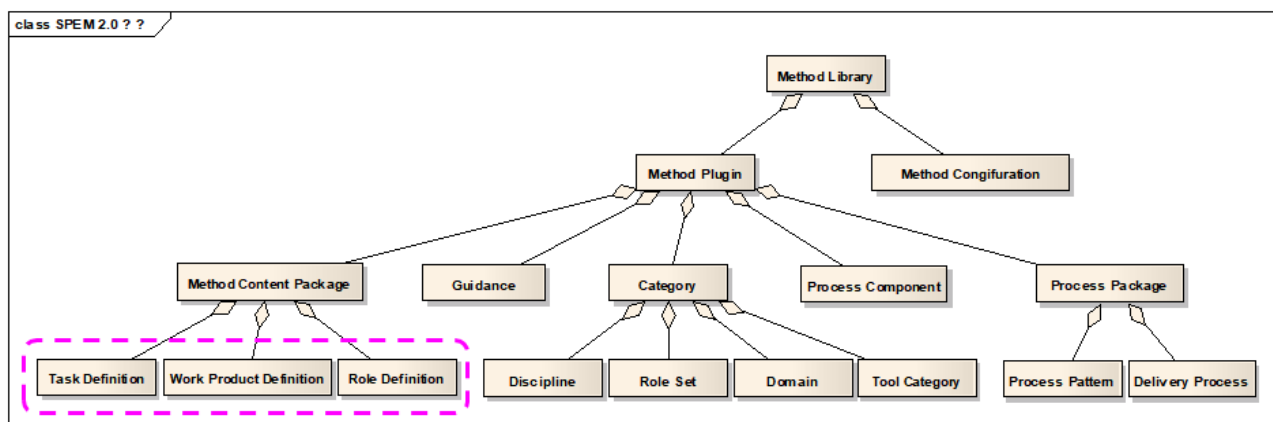 class SPEM 2.0 ? ?
Method Library
Method Plugin
Method Congifuration
Method Content Package
Guidance
Category
Process Component
Process Package
Task Definition
Work Product Definition
Role Definition
Discipline
Role Set
Domain
Tool Category
Process Pattern
Delivery Process